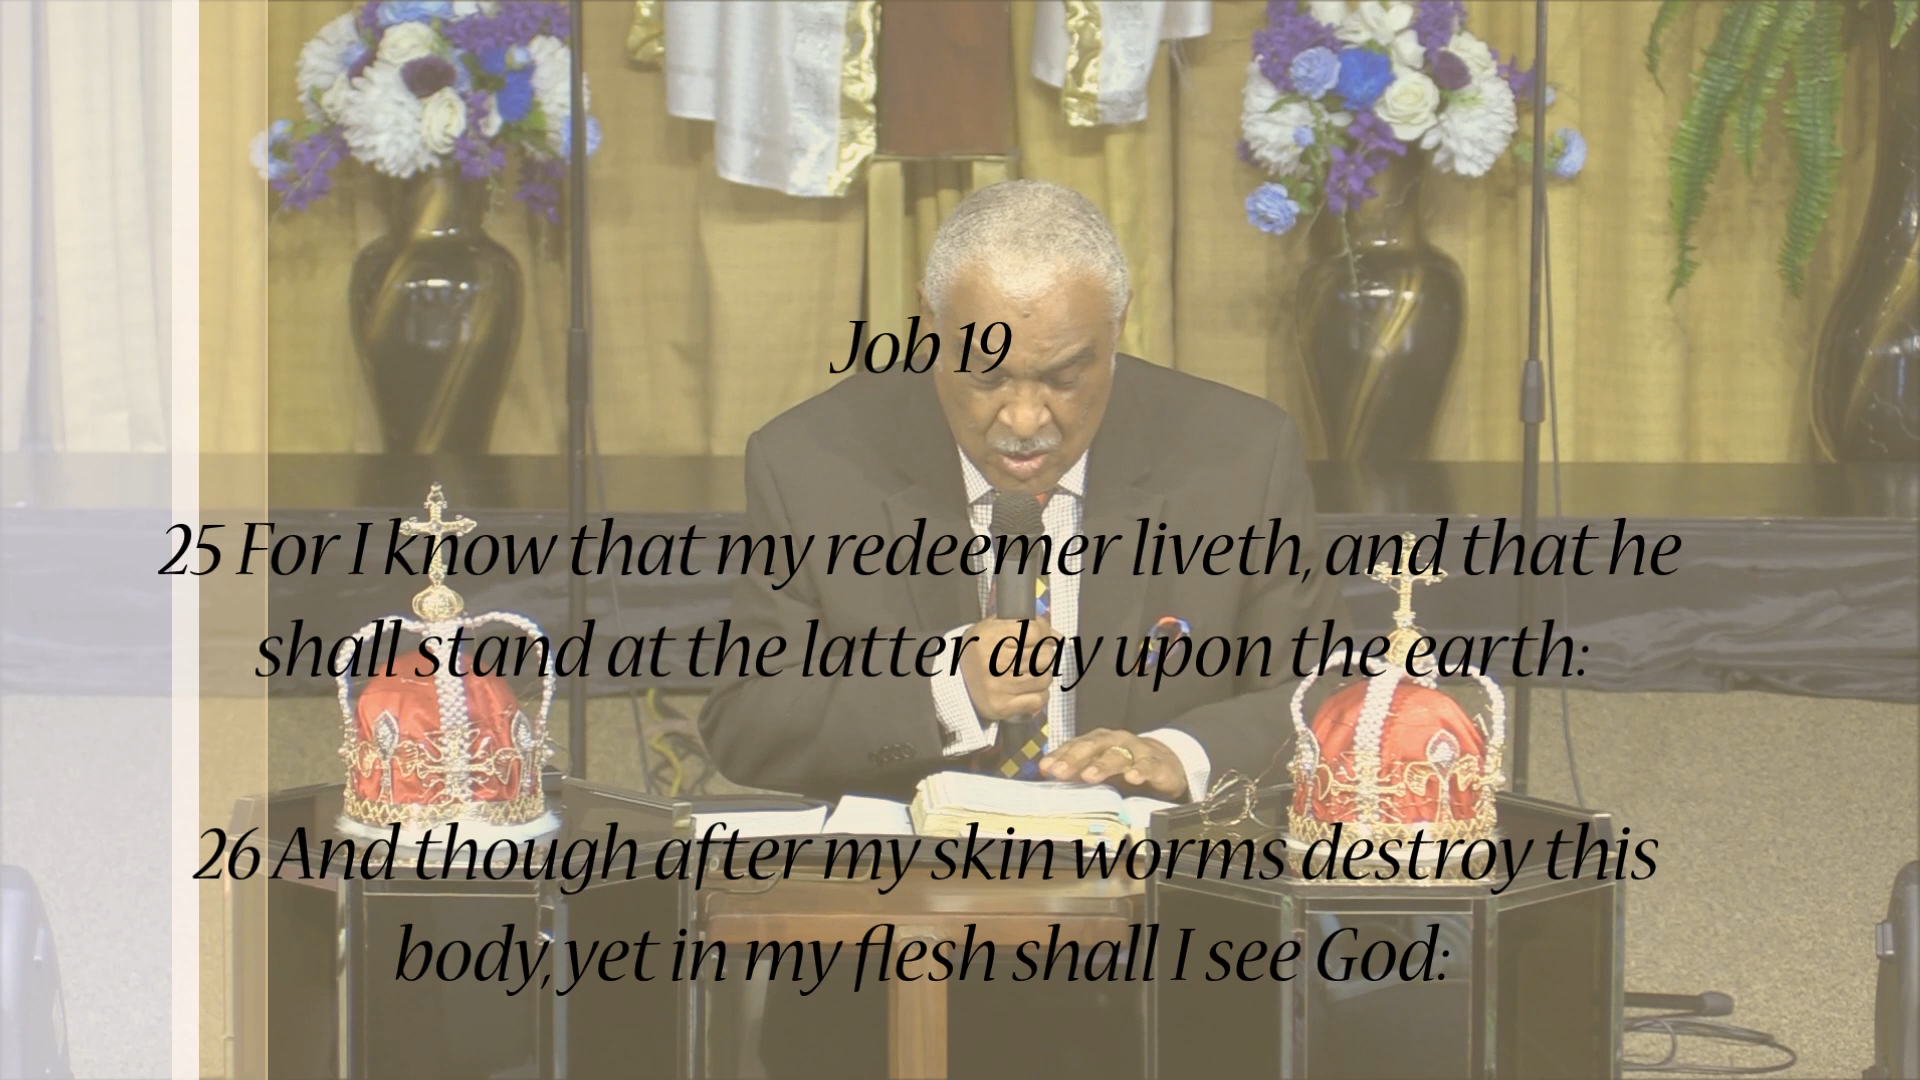 Job 19
25 For I know that my redeemer liveth, and that he
shall stand at the latter day upon the earth:
26 And though after my skin worms destroy this
body, yet in my flesh shall I see God: